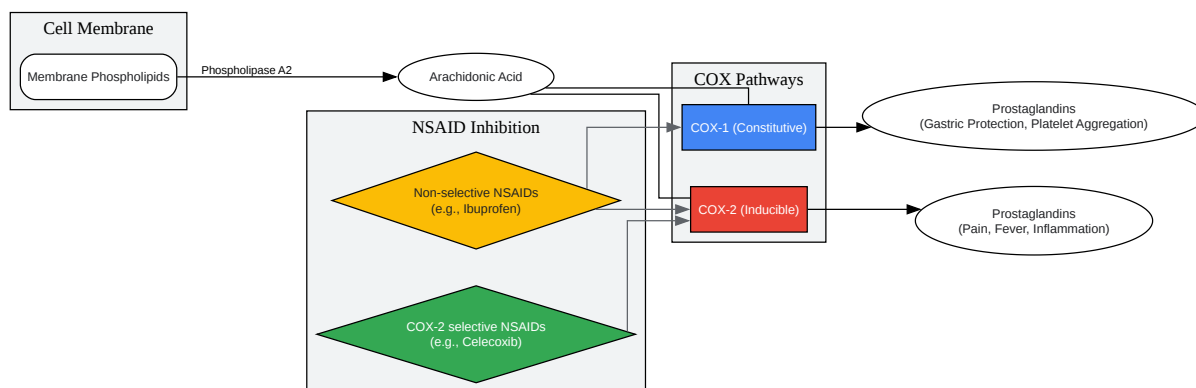 Cell Membrane
Membrane Phospholipids
Phospholipase A2
Arachidonic Acid
COX Pathways
COX-1 (Constitutive)
Prostaglandins
(Gastric Protection, Platelet Aggregation)
NSAID Inhibition
Non-selective NSAIDs
(e.g., Ibuprofen)
COX-2 (Inducible)
Prostaglandins
(Pain, Fever, Inflammation)
COX-2 selective NSAIDs
(e.g., Celecoxib)